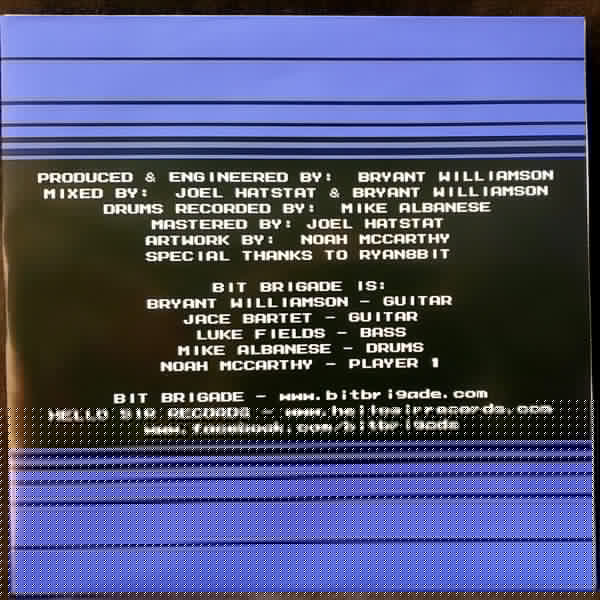 PRODUCED & ENGINEERED BY: BRYANT WILLIAMSON
MIXED BY: JOEL HATSTAT & BRYANT WILLIAMSON
DRUMS RECORDED BY: MIKE ALBANESE
MASTERED BY: JOEL HATSTAT
ARTWORK BY: NOAH MCCARTHY
SPECIAL THANKS TO RYAN8BIT
BIT BRIGADE IS:
BRYANT WILLIAMSON - GUITAR
JACE BARTET - GUITAR
LUKE FIELDS - BASS
MIKE ALBANESE - DRUMS
NOAH MCCARTHY - PLAYER 1
BIT BRIGADE - www.bitbrigade.com
HELLO SIR RECORDS - www.hellosirrecords.com
www.facebook.com/bitbrigade